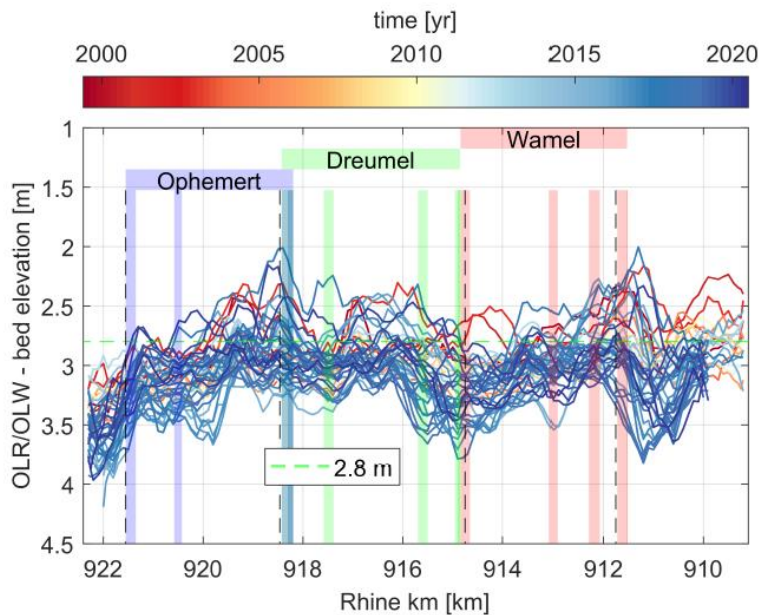 time [yr]
2000 2005 2010 2015 2020
OLR/OLW - bed elevation [m]
1
Wamel
Dreumel
1.5
Ophemert
2
2.5
3
3.5
2.8 m
4
4.5
922 920 918 916 914 912 910
Rhine km [km]